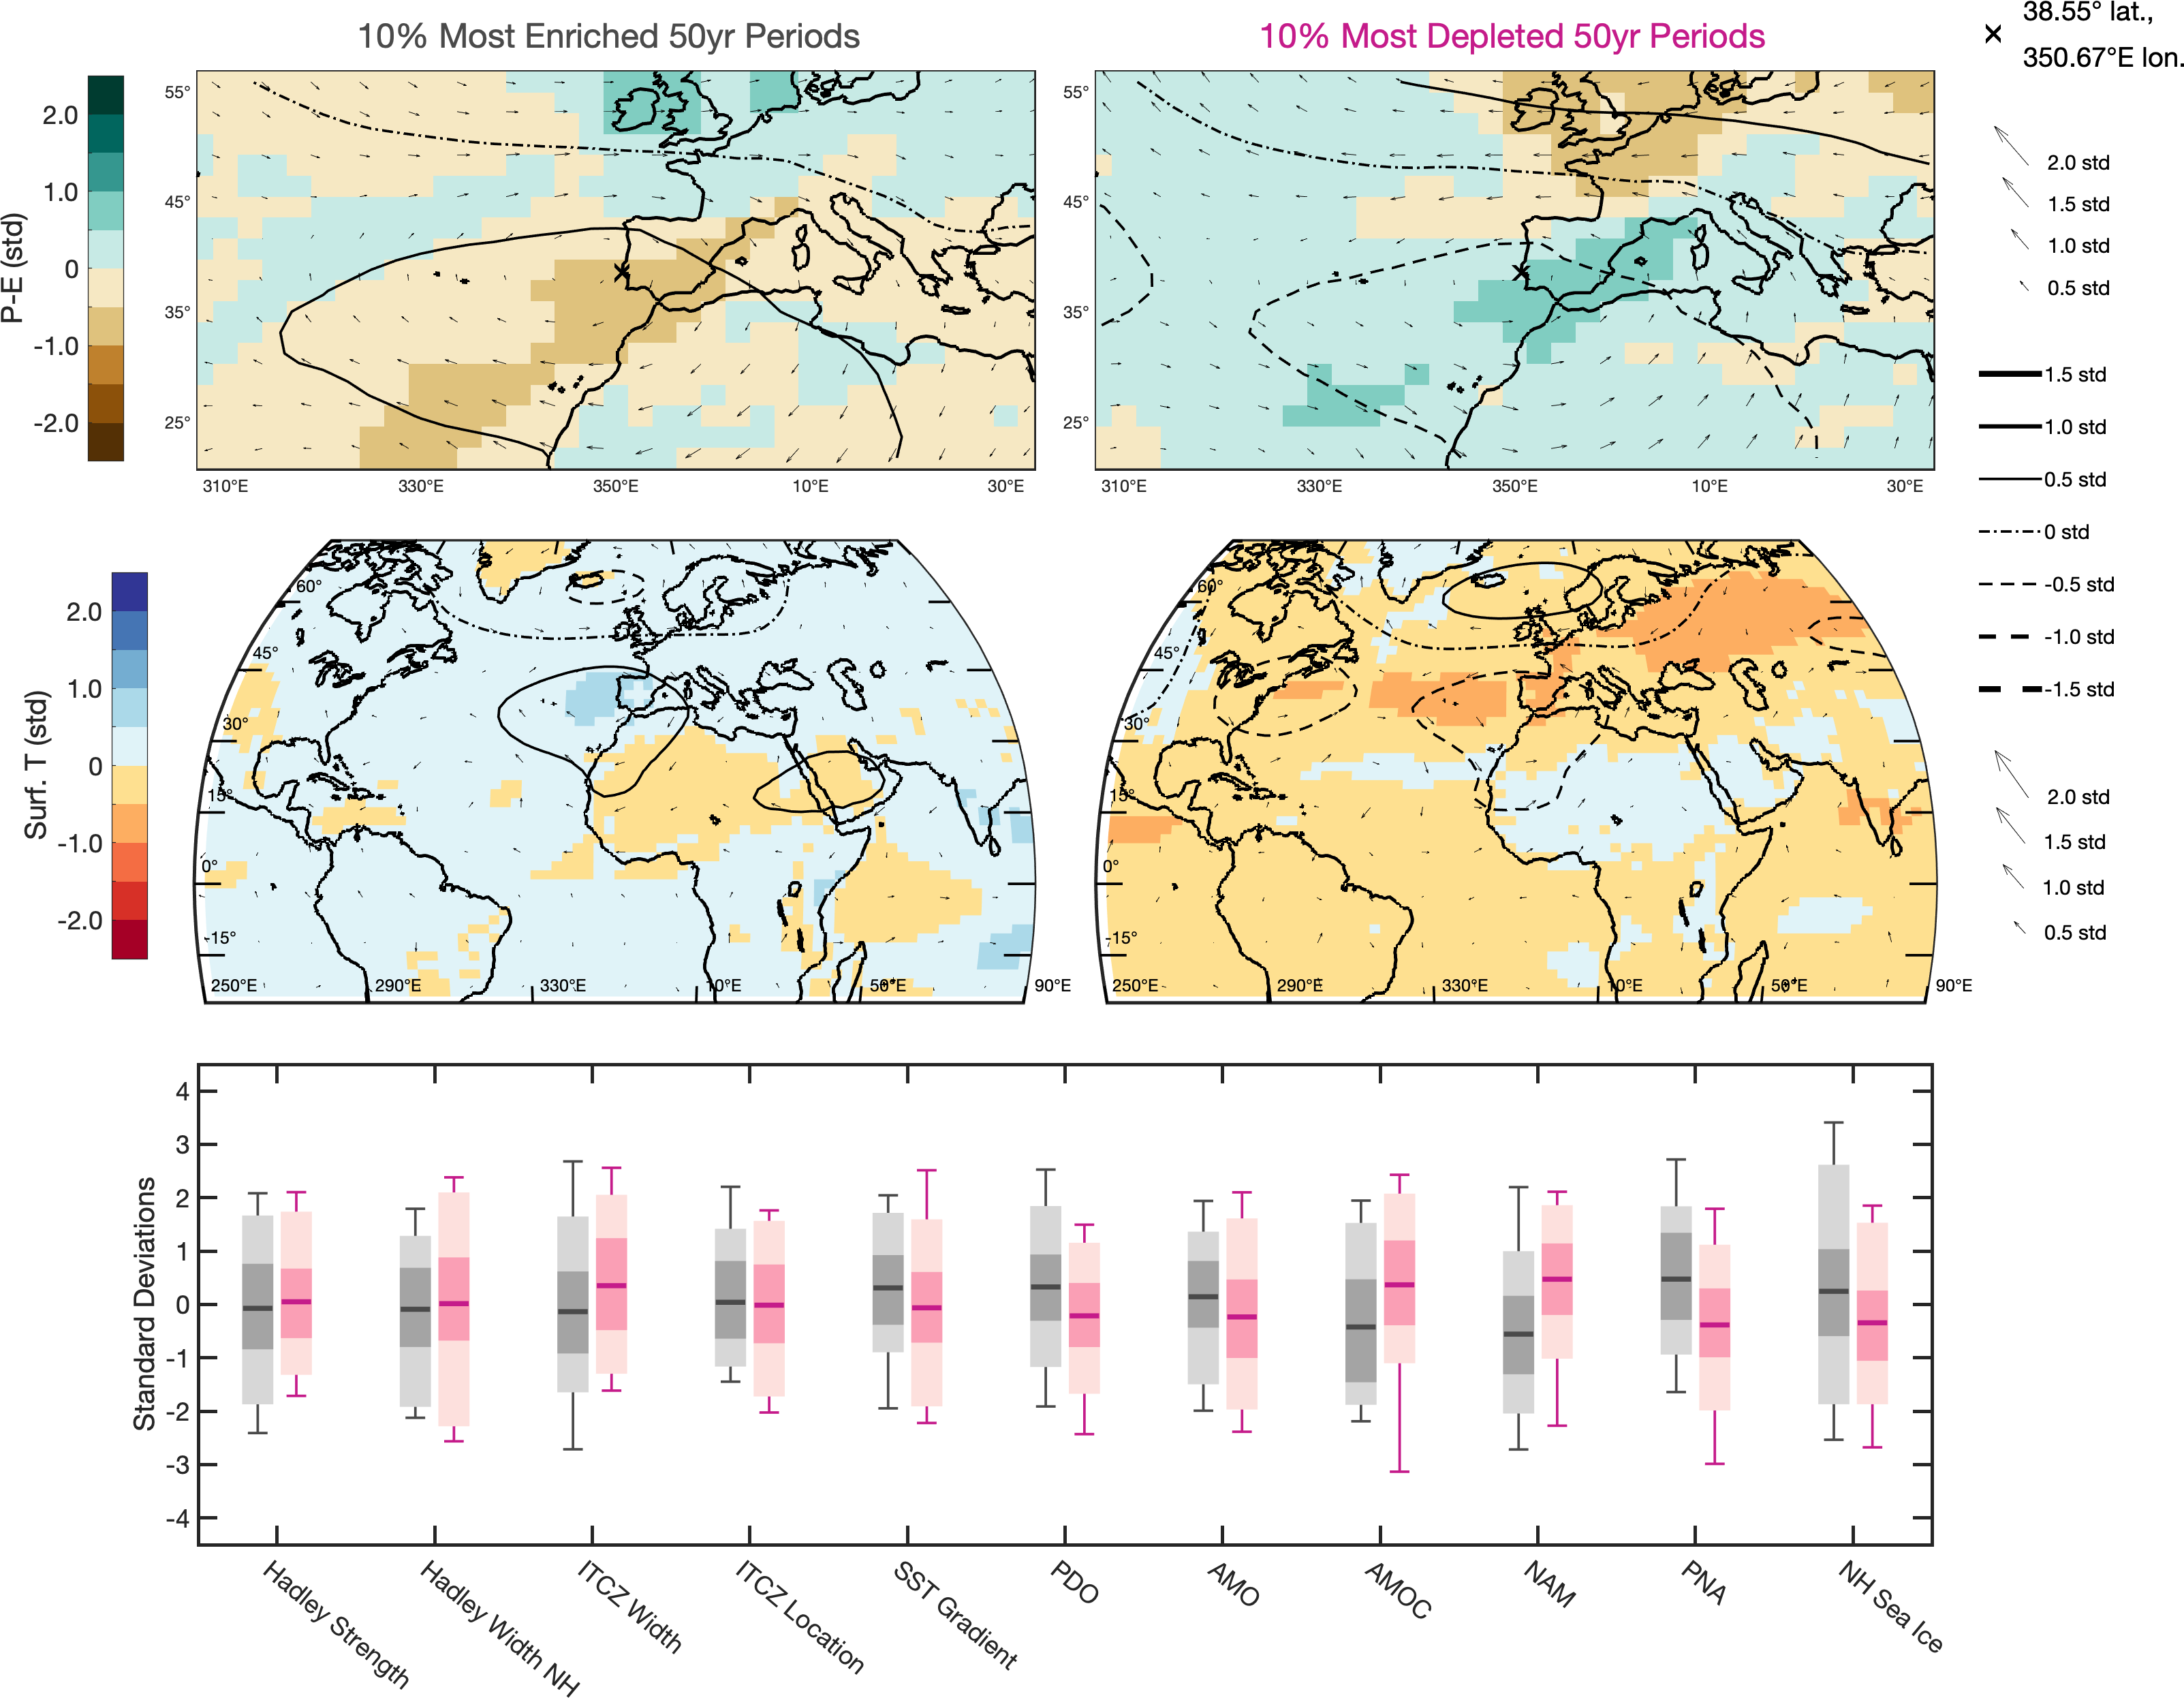 10% Most Enriched 50yr Periods
10% Most Depleted 50yr Periods
38.55° lat.,
350.67°E lon.
P-E (std)
2.0
1.0
0
-1.0
-2.0
55°
45°
35°
25°
310°E
330°E
350°E
10°E
30°E
55°
45°
35°
25°
310°E
330°E
350°E
10°E
30°E
2.0 std
1.5 std
1.0 std
0.5 std
1.5 std
1.0 std
0.5 std
0 std
-0.5 std
-1.0 std
-1.5 std
2.0 std
1.5 std
1.0 std
0.5 std
Surf. T (std)
2.0
1.0
0
-1.0
-2.0
60°
45°
30°
15°
0°
-15°
250°E
290°E
330°E
10°E
50°E
90°E
60°
45°
30°
15°
0°
-15°
250°E
290°E
330°E
10°E
50°E
90°E
Standard Deviations
4
3
2
1
0
-1
-2
-3
-4
Hadley Strength
Hadley Width NH
ITCZ Width
ITCZ Location
SST Gradient
PDO
AMO
AMOC
NAM
PNA
NH Sea Ice